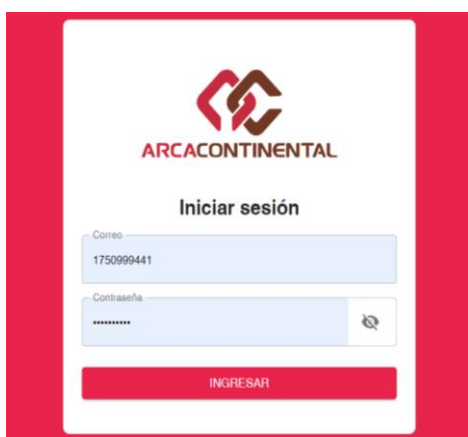 ARCACONTINENTAL
Iniciar sesión
Correo
1750999441
Contraseña
••••••••••
INGRESAR